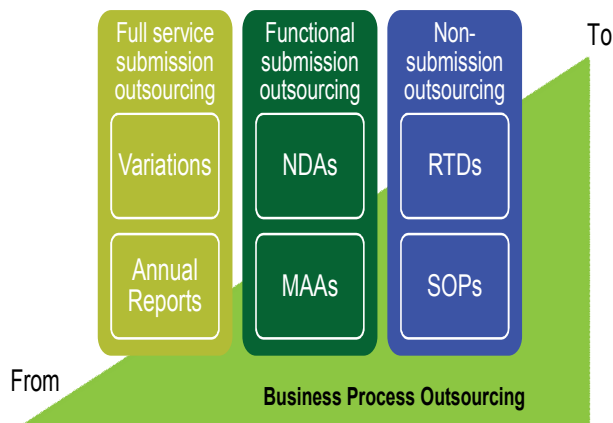 Full service
submission
outsourcing
Variations
Annual
Reports
Functional
submission
outsourcing
NDAs
MAAs
Non-
submission
outsourcing
RTDs
SOPs
To
From
Business Process Outsourcing